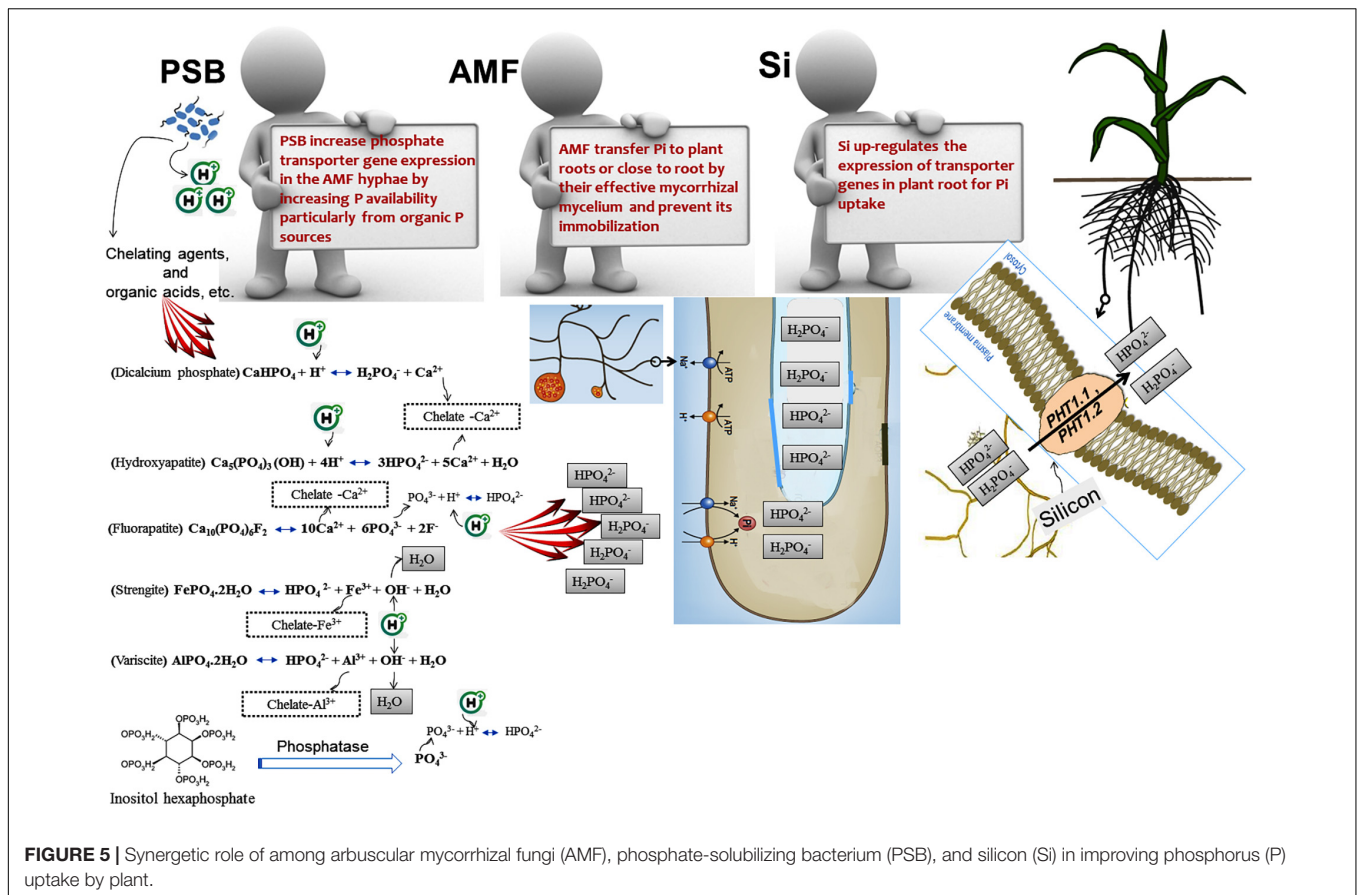 PSB
AMF
Si
PSB increase phosphate
transporter gene expression
in the AMF hyphae by
increasing P availability
particularly from organic P
sources
AMF transfer Pi to plant
roots or close to root by
their effective mycorrhizal
mycelium and prevent its
immobilization
Si up-regulates the
expression of transporter
genes in plant root for Pi
uptake
H⁺
H⁺ H⁺
Chelating agents,
and
organic acids, etc.
H⁺
(Dicalcium phosphate) CaHPO₄ + H⁺ ↔ H₂PO₄⁻ + Ca²⁺
Chelate -Ca²⁺
H⁺
(Hydroxyapatite) Ca₅(PO₄)₃(OH) + 4H⁺ ↔ 3HPO₄²⁻ + 5Ca²⁺ + H₂O
Chelate -Ca²⁺
PO₄³⁻ + H⁺ ↔ HPO₄²⁻
(Fluorapatite) Ca₁₀(PO₄)₆F₂ ↔ 10Ca²⁺ + 6PO₄³⁻ + 2F⁻
H⁺
H₂O
(Strengite) FePO₄.2H₂O ↔ HPO₄²⁻ + Fe³⁺ + OH⁻ + H₂O
Chelate-Fe³⁺
H⁺
(Variscite) AlPO₄.2H₂O ↔ HPO₄²⁻ + Al³⁺ + OH⁻ + H₂O
Chelate-Al³⁺
H₂O
H⁺
PO₄³⁻ + H⁺ ↔ HPO₄²⁻
PO₄³⁻
OPO₃H₂
OPO₃H₂
OPO₃H₂
OPO₃H₂
OPO₃H₂
OPO₃H₂
Inositol hexaphosphate
Phosphatase
HPO₄²⁻
HPO₄²⁻
H₂PO₄⁻
H₂PO₄⁻
H₂PO₄⁻
Na⁺
ATP
H⁺
ATP
H₂PO₄⁻
H₂PO₄⁻
HPO₄²⁻
HPO₄²⁻
Na⁺
Pi
H⁺
HPO₄²⁻
H₂PO₄⁻
Cytosol
Plasma membrane
HPO₄²⁻
H₂PO₄⁻
PHT1.1 ,
PHT1.2
HPO₄²⁻
H₂PO₄⁻
Silicon
FIGURE 5 | Synergetic role of among arbuscular mycorrhizal fungi (AMF), phosphate-solubilizing bacterium (PSB), and silicon (Si) in improving phosphorus (P)
uptake by plant.